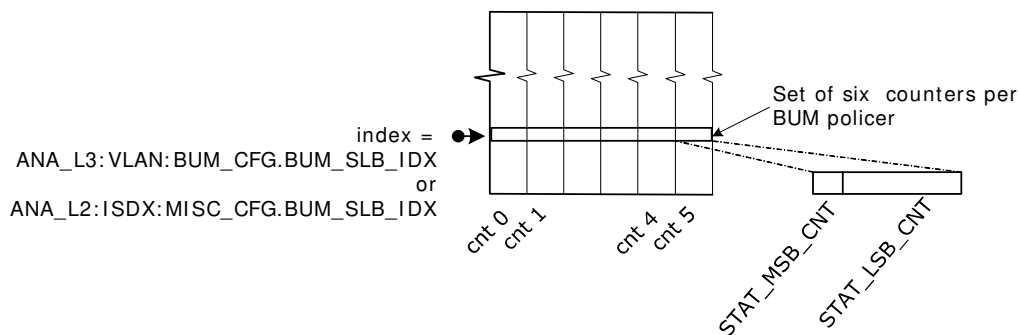 Set of six counters per
BUM policer
index =
ANA_L3:VLAN:BUM_CFG.BUM_SLB_IDX
or
ANA_L2:ISDX:MISC_CFG.BUM_SLB_IDX
cnt 0
cnt 1
cnt 4
cnt 5
STAT_MSB_CNT
STAT_LSB_CNT